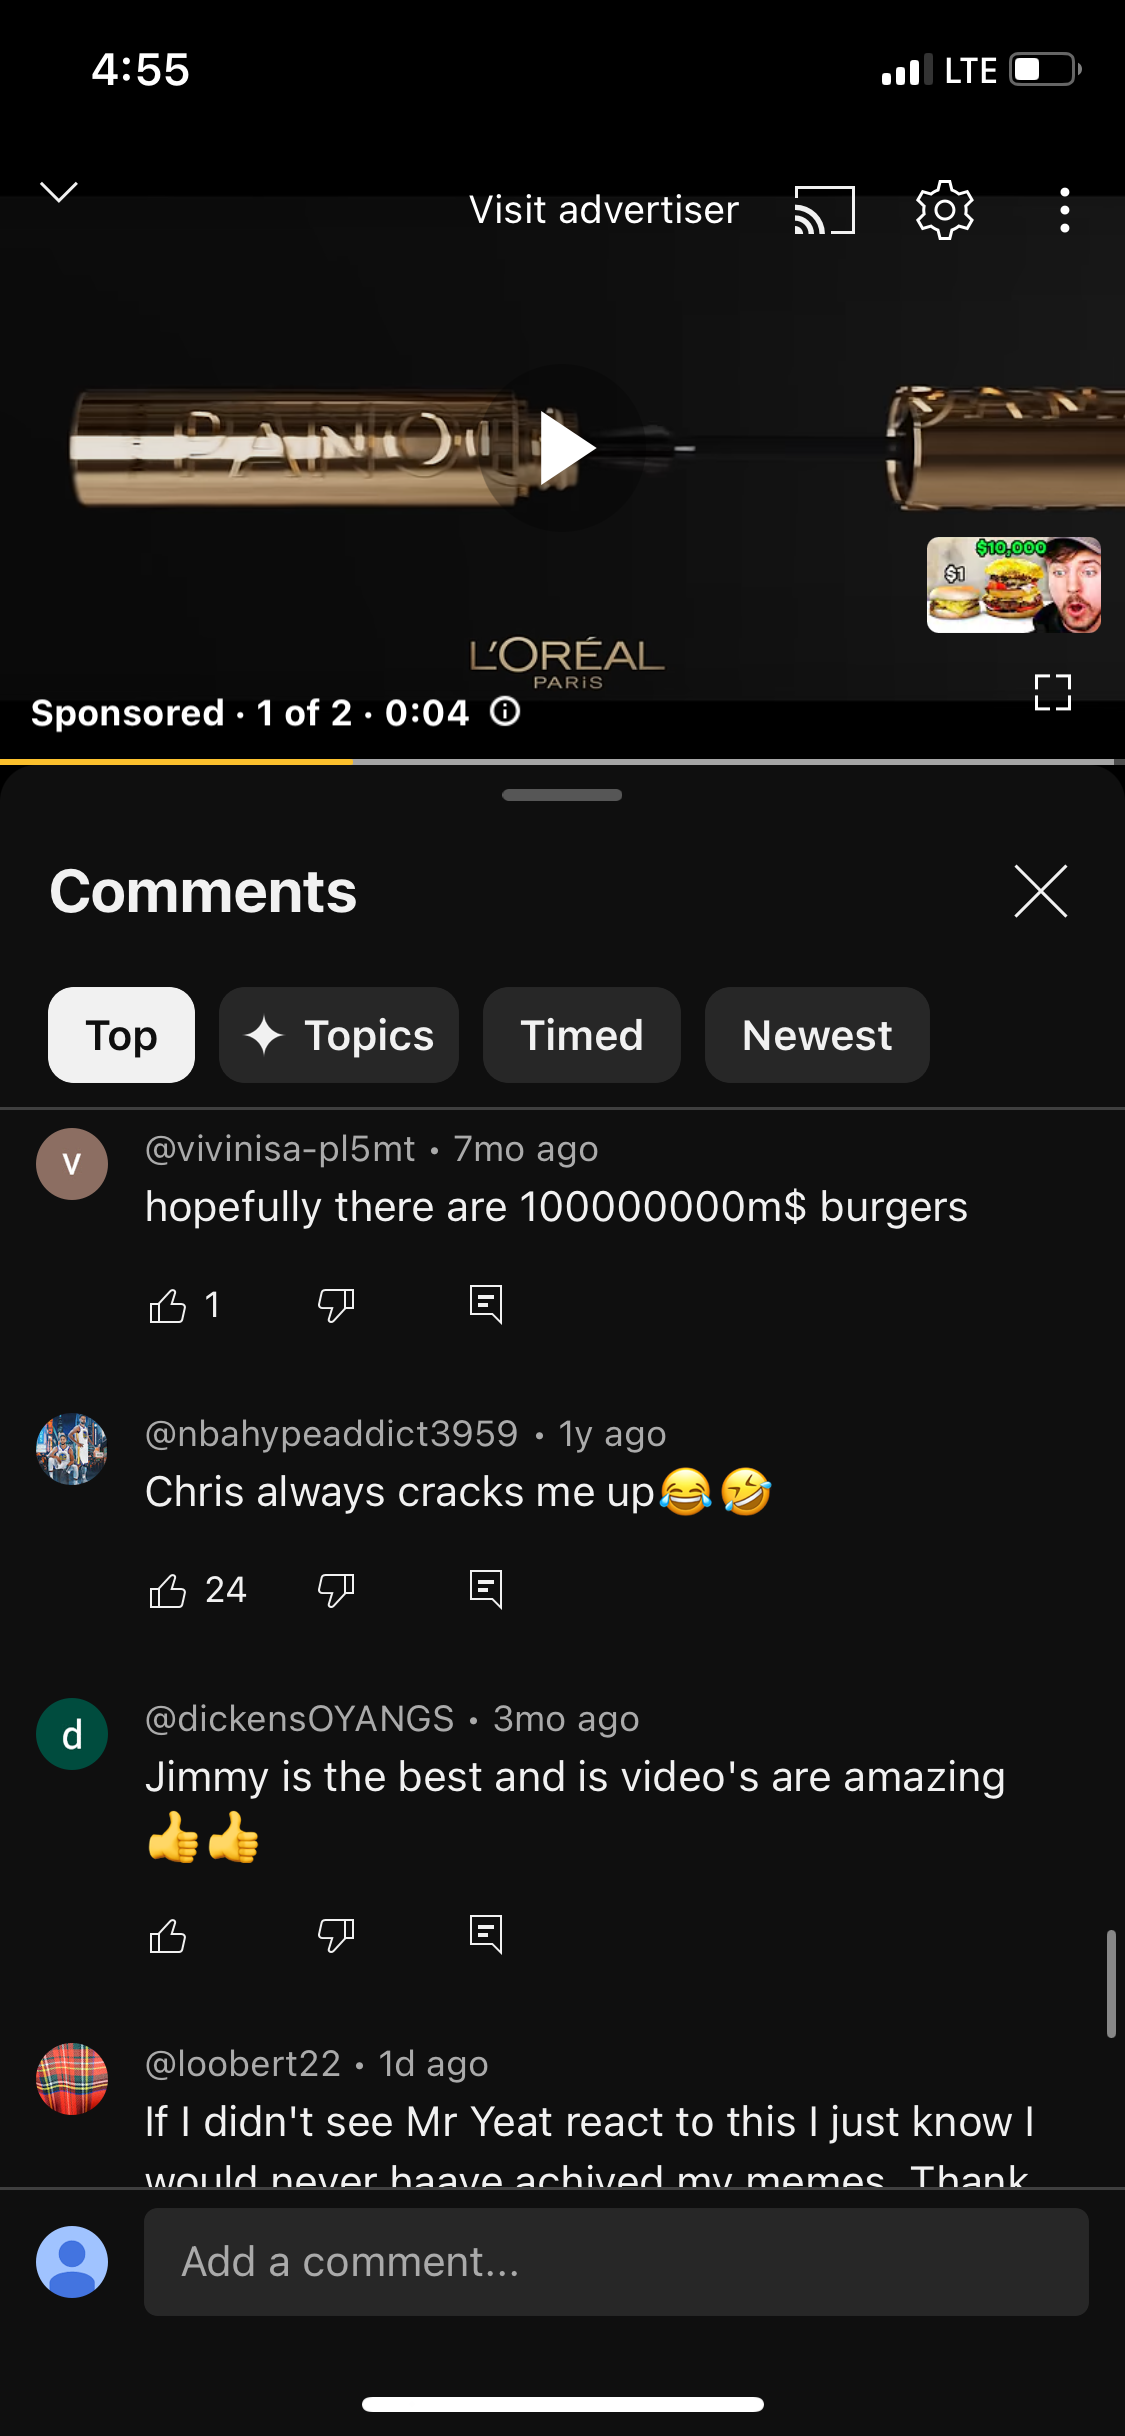 4:55
LTE
Visit advertiser
PANO
$10,000
$1
L'ORÉAL
PARiS
Sponsored · 1 of 2 · 0:04
Comments
Top
Topics
Timed
Newest
V
@vivinisa-pl5mt • 7mo ago
hopefully there are 100000000m$ burgers
1
@nbahypeaddict3959 • 1y ago
Chris always cracks me up😂🤣
24
d
@dickensOYANGS • 3mo ago
Jimmy is the best and is video's are amazing
👍👍
@loobert22 • 1d ago
If I didn't see Mr Yeat react to this I just know I
would never haave achived my memes. Thank
Add a comment...